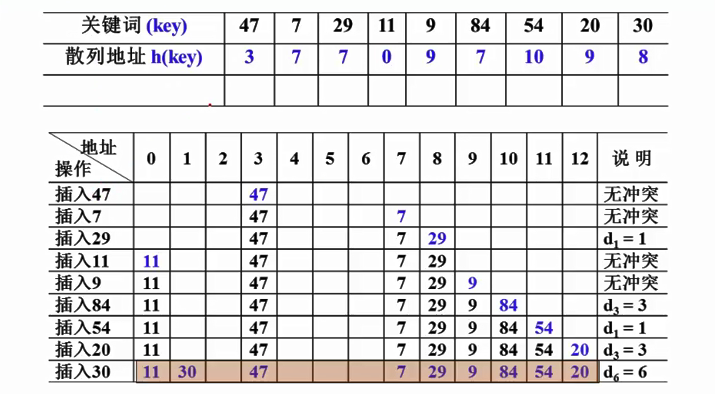 关键词 (key) 47 7 29 11 9 84 54 20 30
散列地址 h(key) 3 7 7 0 9 7 10 9 8
地址
操作 0 1 2 3 4 5 6 7 8 9 10 11 12 说 明
插入47 47 无冲突
插入7 47 7 无冲突
插入29 47 7 29 d₁ = 1
插入11 11 47 7 29 无冲突
插入9 11 47 7 29 9 无冲突
插入84 11 47 7 29 9 84 d₃ = 3
插入54 11 47 7 29 9 84 54 d₁ = 1
插入20 11 47 7 29 9 84 54 20 d₃ = 3
插入30 11 30 47 7 29 9 84 54 20 d₆ = 6